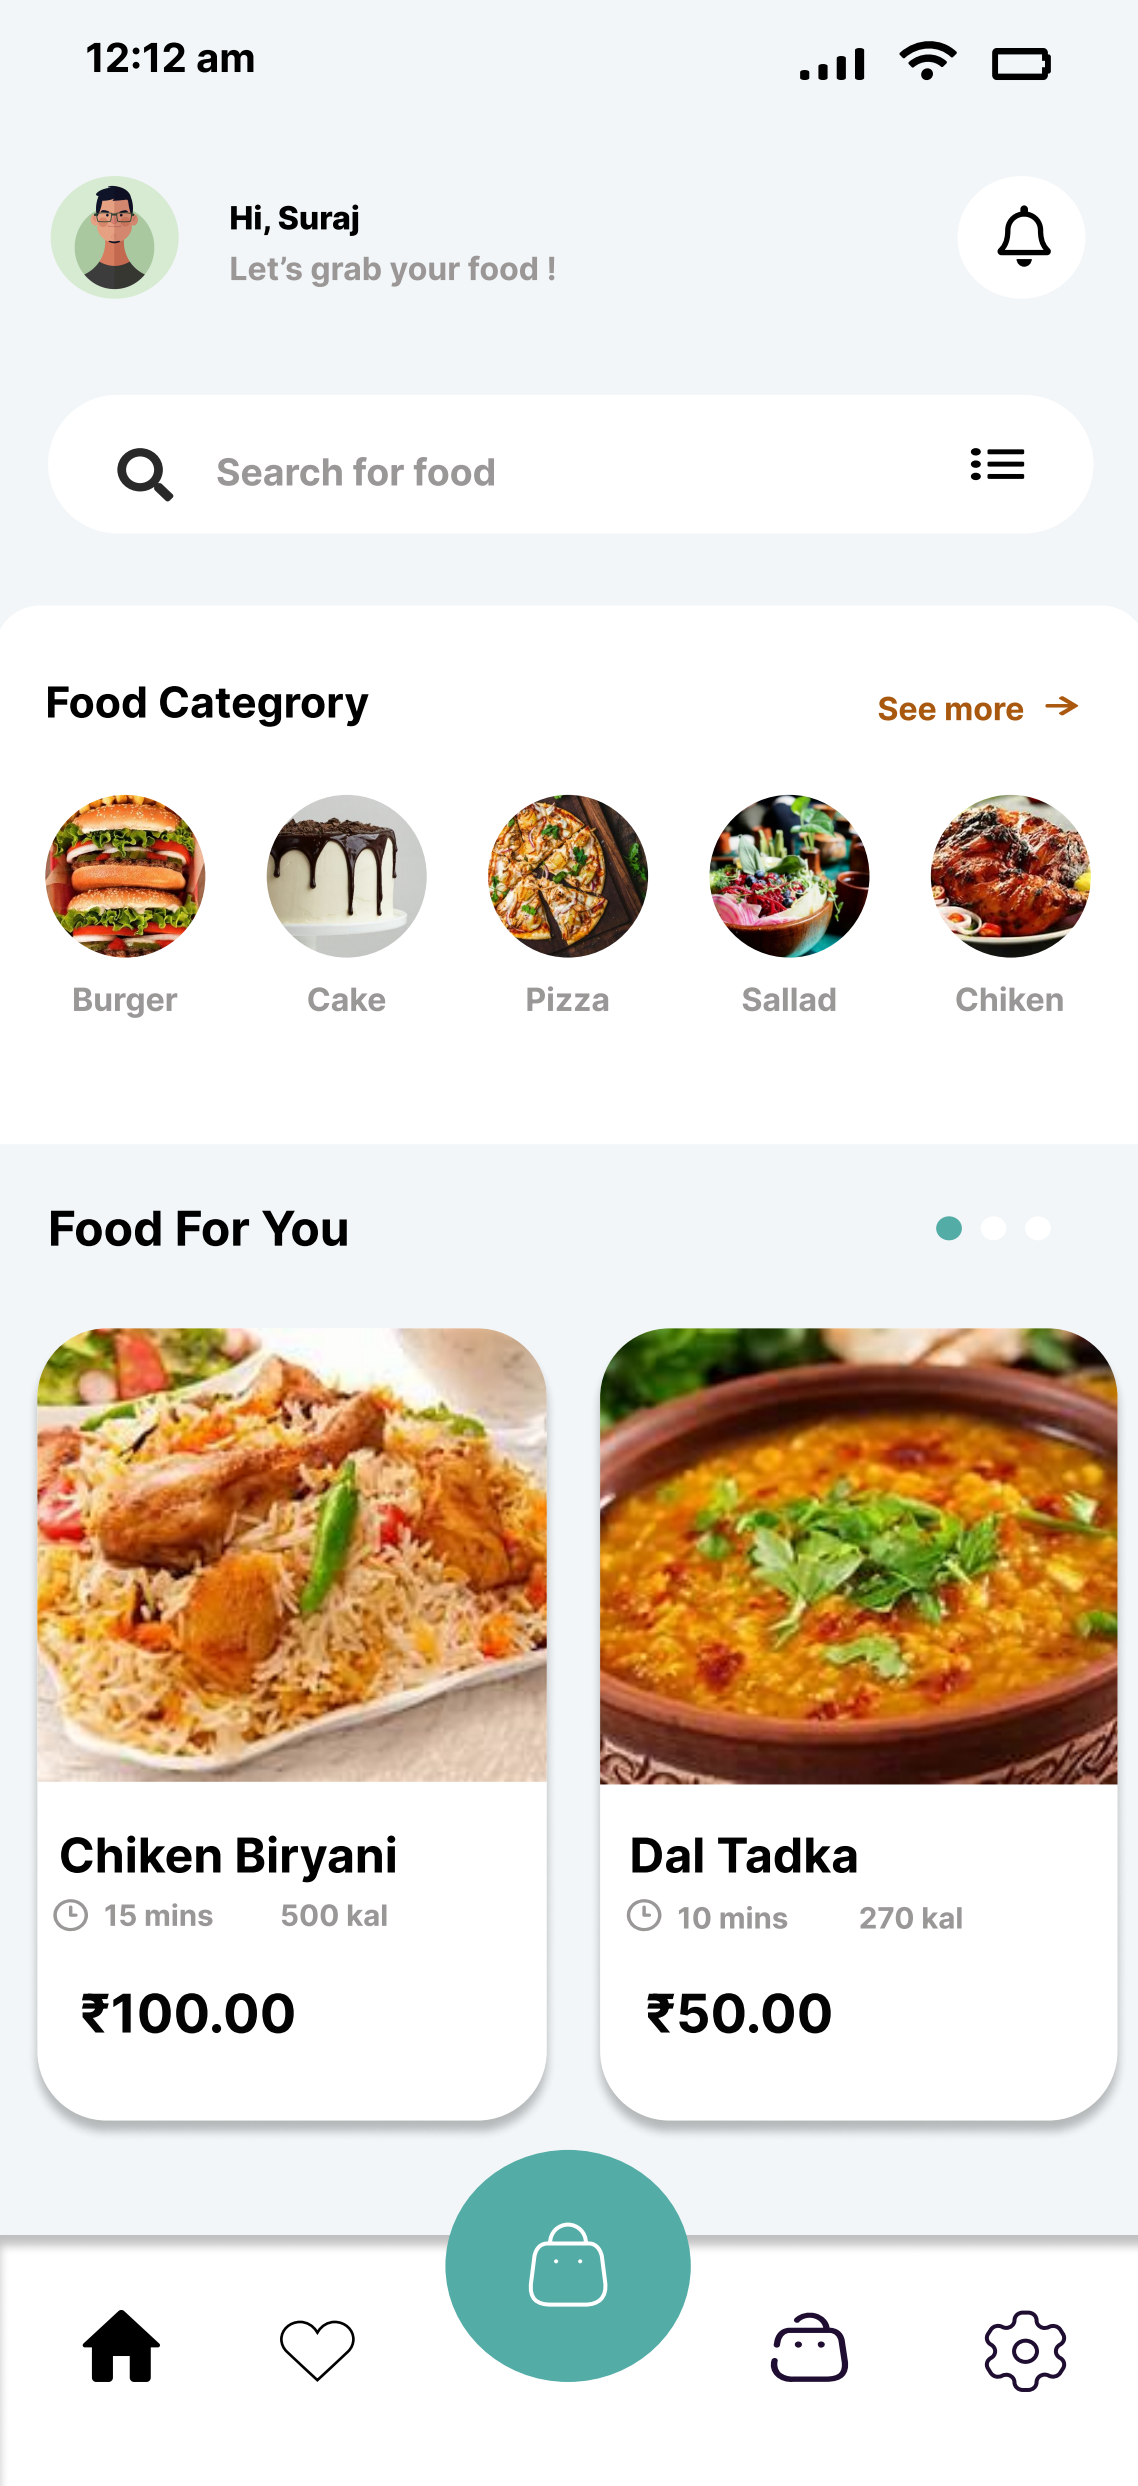 12:12 am
Hi, Suraj
Let's grab your food !
Search for food
Food Categrory
See more
Burger
Cake
Pizza
Sallad
Chiken
Food For You
Chiken Biryani
15 mins 500 kal
₹100.00
Dal Tadka
10 mins 270 kal
₹50.00